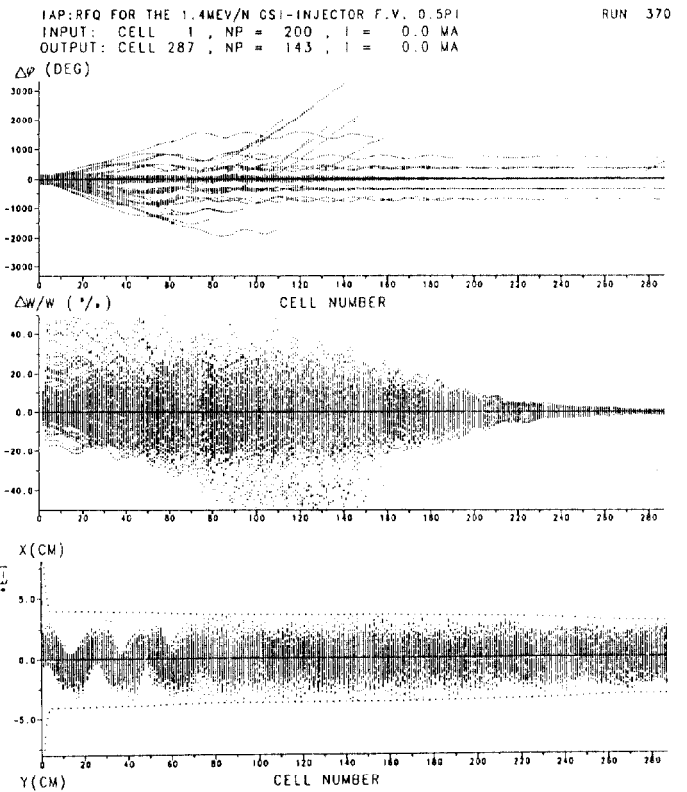 IAP:RFQ FOR THE 1.4MEV/N GSI-INJECTOR F.V. 0.5PI RUN 370
INPUT: CELL 1 , NP = 200 , I = 0.0 MA
OUTPUT: CELL 287 , NP = 143 , I = 0.0 MA
Δφ (DEG)
3000
2000
1000
0
-1000
-2000
-3000
0 20 40 60 80 100 120 140 160 180 200 220 240 260 280
ΔW/W (°/•) CELL NUMBER
40.0
20.0
0.0
-20.0
-40.0
0 20 40 60 80 100 120 140 160 180 200 220 240 260 280
X(CM)
5.0
0.0
-5.0
20 40 60 80 100 120 140 160 180 200 220 240 260 280
Y(CM) CELL NUMBER